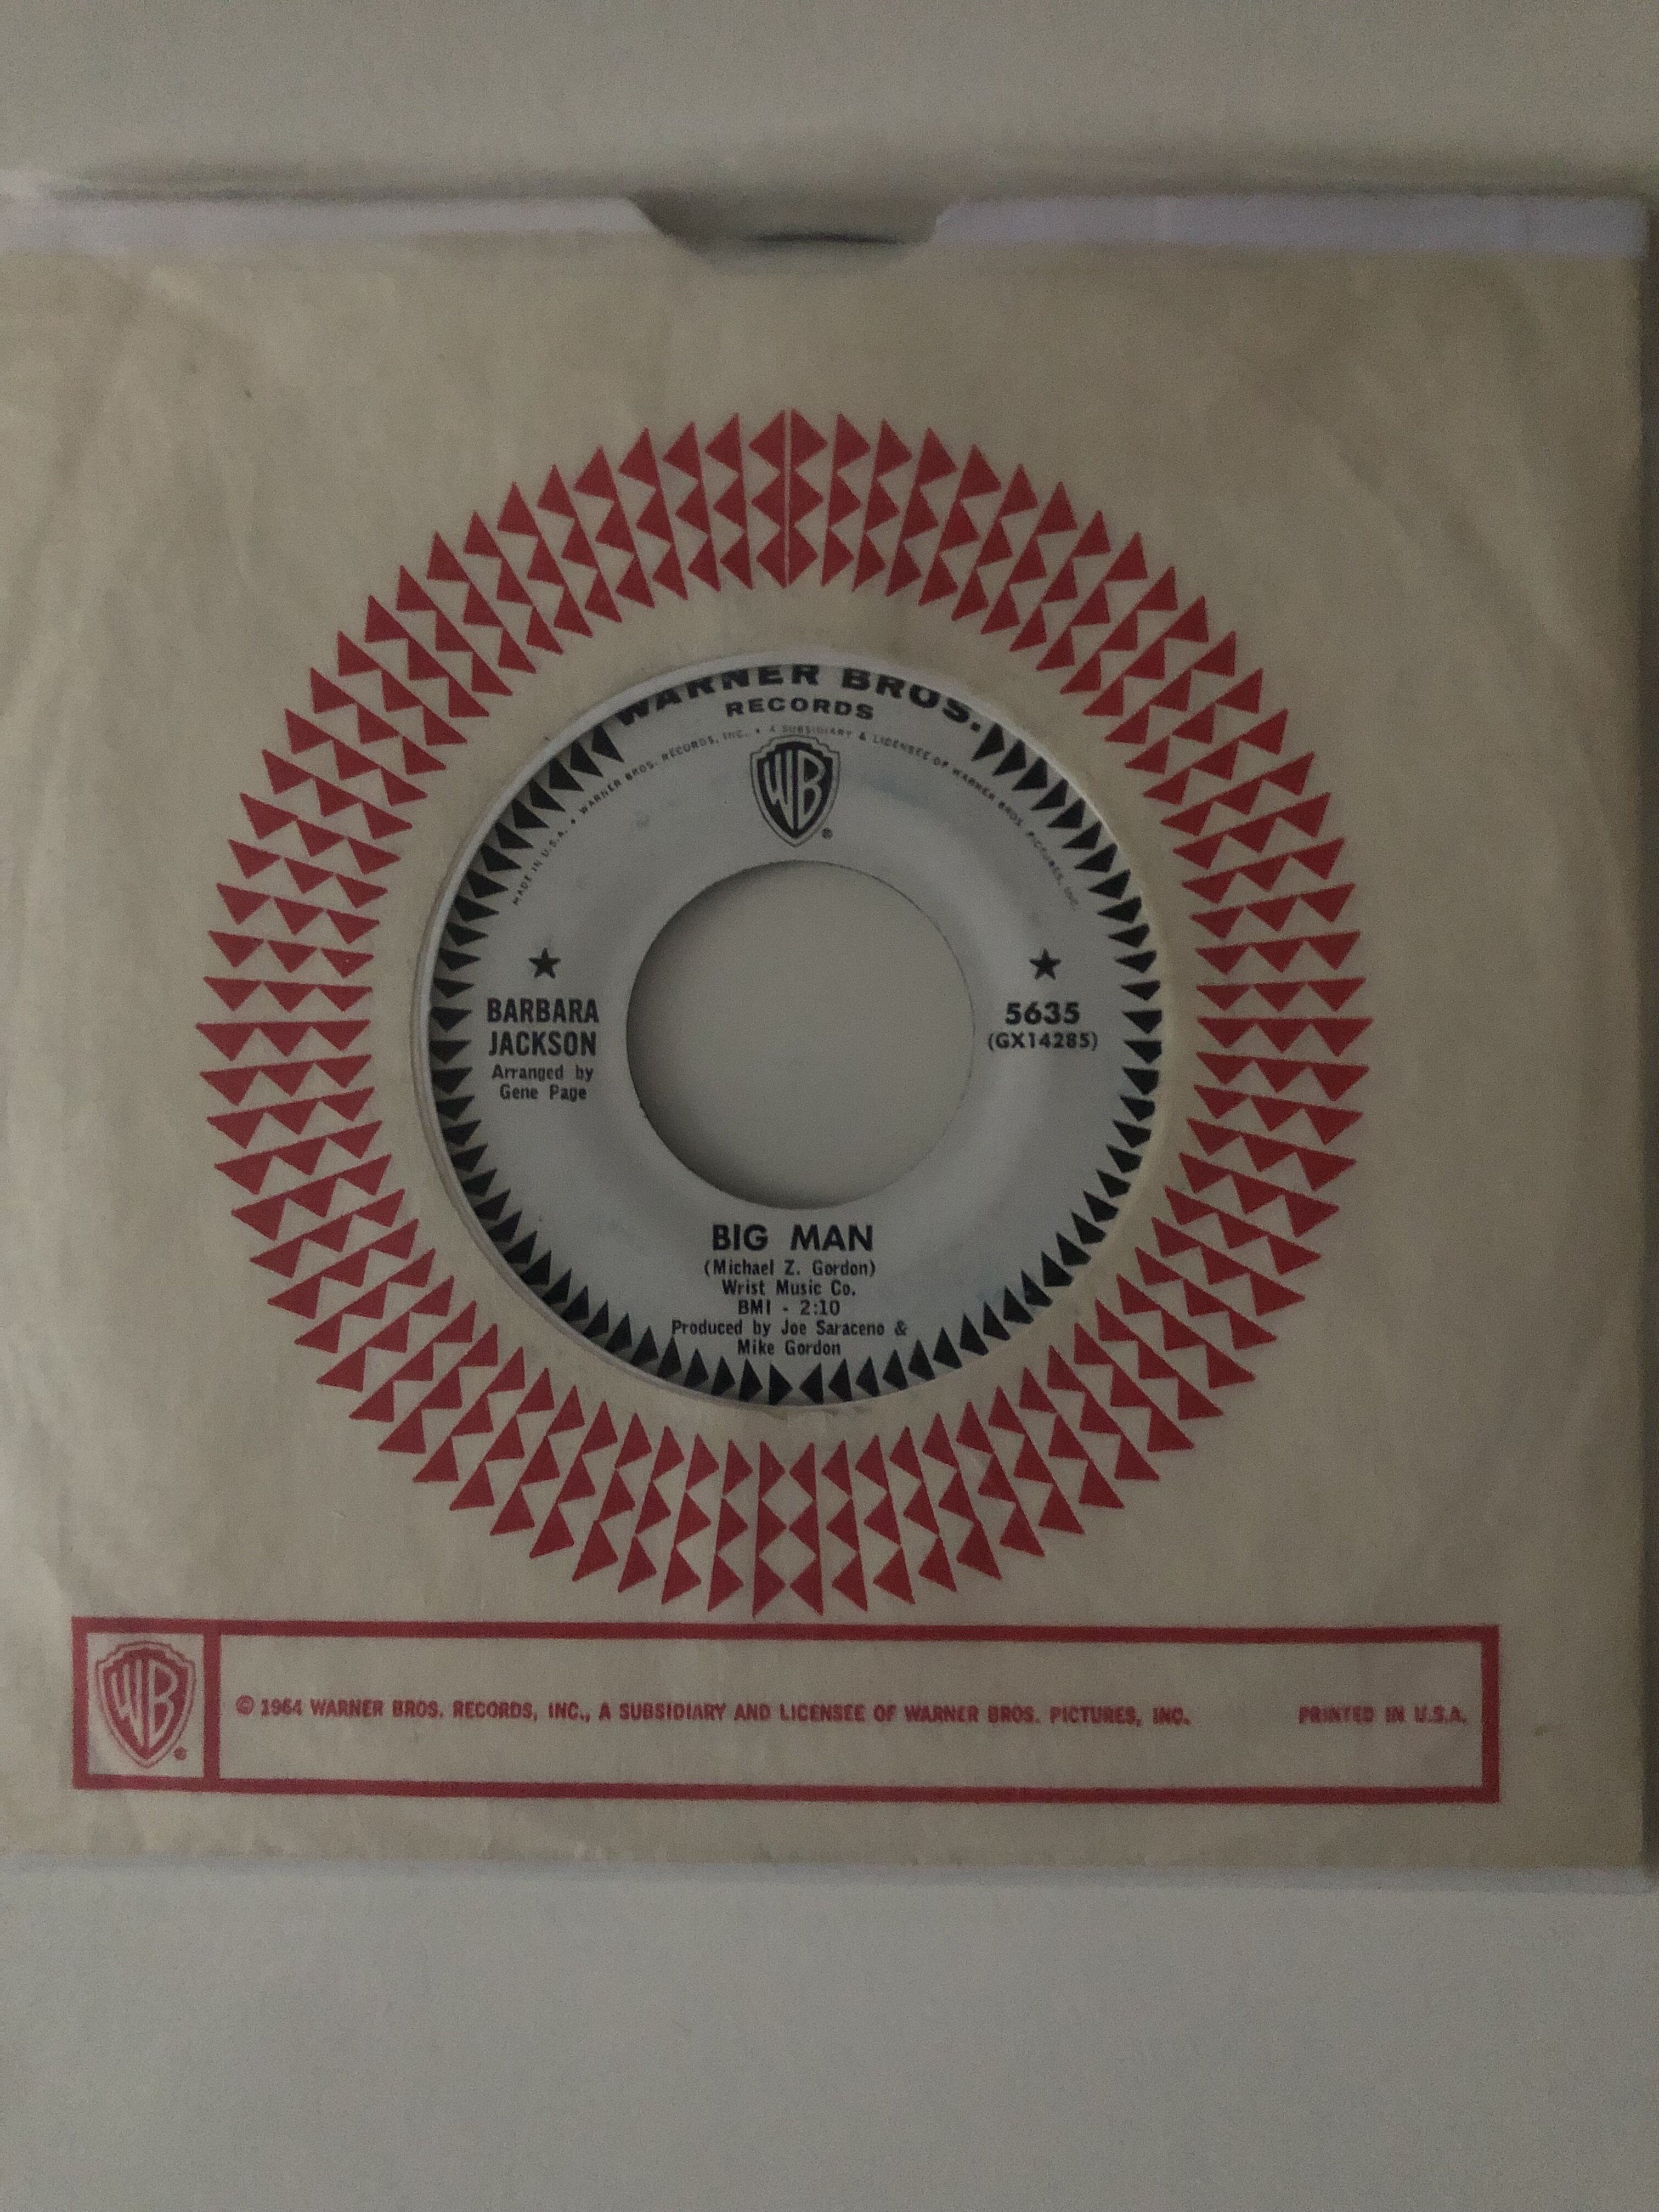 WARNER BROS.
RECORDS
MADE IN U.S.A. • WARNER BROS. RECORDS, INC. • A SUBSIDIARY & LICENSEE OF WARNER BROS. PICTURES, INC.
WB
®
BARBARA
JACKSON
Arranged by
Gene Page
5635
(GX14285)
BIG MAN
(Michael Z. Gordon)
Wrist Music Co.
BMI - 2:10
Produced by Joe Saraceno &
Mike Gordon
WB
®
© 1964 WARNER BROS. RECORDS, INC., A SUBSIDIARY AND LICENSEE OF WARNER BROS. PICTURES, INC. PRINTED IN U.S.A.